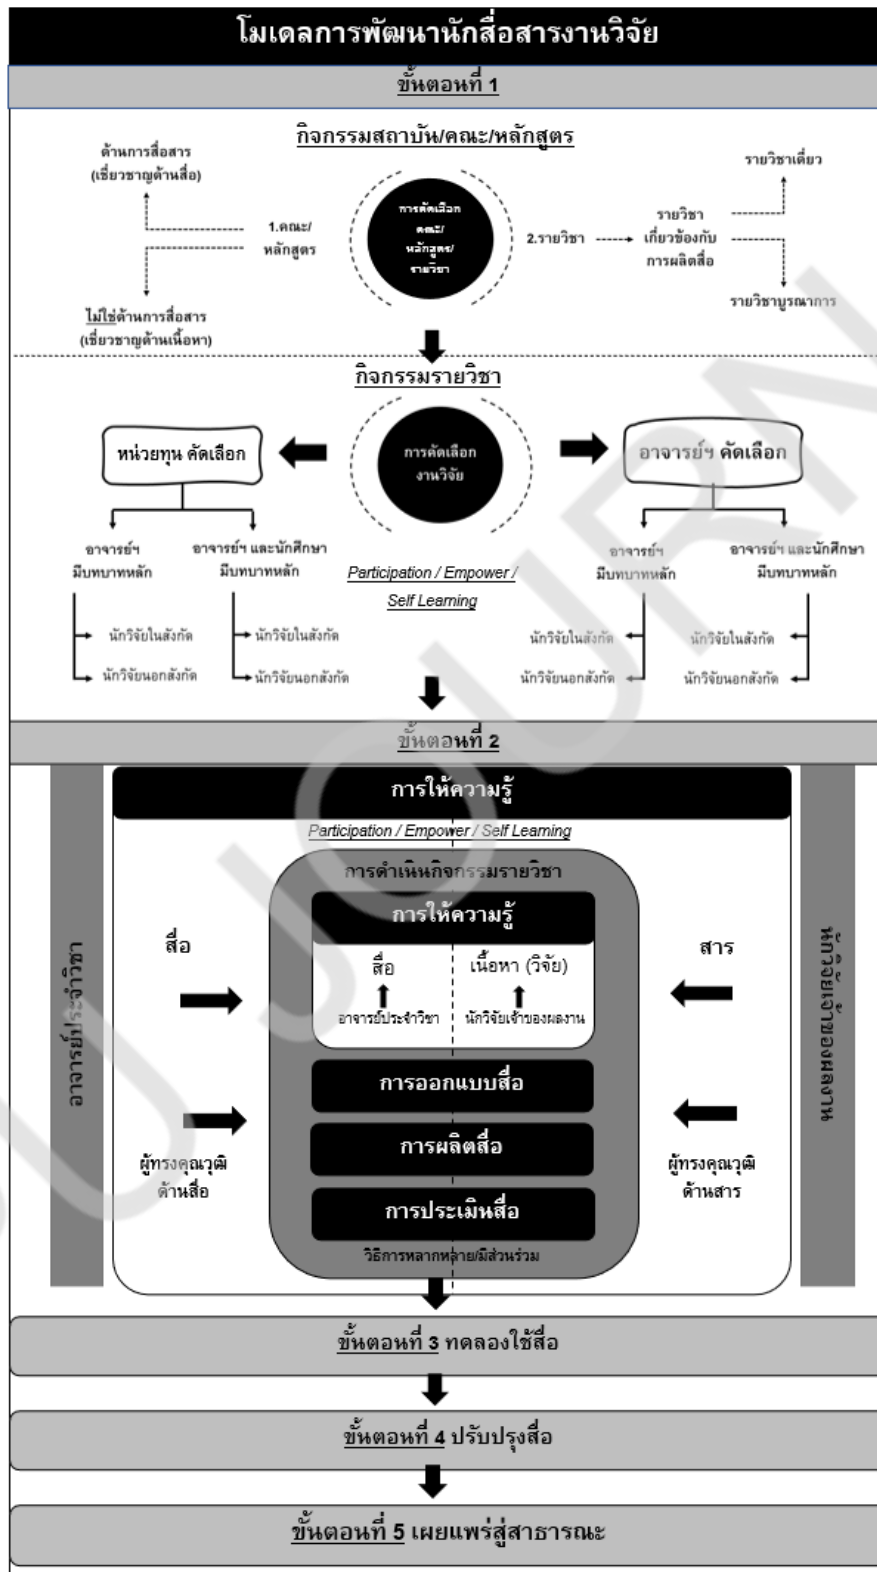 โมเดลการพัฒนานักสื่อสารงานวิจัย
ขั้นตอนที่ 1
กิจกรรมสถาบัน/คณะ/หลักสูตร
ด้านการสื่อสาร
(เชี่ยวชาญด้านสื่อ)
1.คณะ/
หลักสูตร
ไม่ใช่ด้านการสื่อสาร
(เชี่ยวชาญด้านเนื้อหา)
การคัดเลือก
คณะ/
หลักสูตร/
รายวิชา
2.รายวิชา
รายวิชา
เกี่ยวข้องกับ
การผลิตสื่อ
รายวิชาเดี่ยว
รายวิชาบูรณาการ
กิจกรรมรายวิชา
หน่วยทุน คัดเลือก
การคัดเลือก
งานวิจัย
อาจารย์ฯ คัดเลือก
อาจารย์ฯ
มีบทบาทหลัก
อาจารย์ฯ และนักศึกษา
มีบทบาทหลัก
อาจารย์ฯ
มีบทบาทหลัก
อาจารย์ฯ และนักศึกษา
มีบทบาทหลัก
Participation / Empower /
Self Learning
นักวิจัยในสังกัด
นักวิจัยนอกสังกัด
นักวิจัยในสังกัด
นักวิจัยนอกสังกัด
นักวิจัยในสังกัด
นักวิจัยนอกสังกัด
นักวิจัยในสังกัด
นักวิจัยนอกสังกัด
ขั้นตอนที่ 2
การให้ความรู้
Participation / Empower / Self Learning
การดำเนินกิจกรรมรายวิชา
การให้ความรู้
สื่อ
เนื้อหา (วิจัย)
อาจารย์ประจำวิชา
นักวิจัยเจ้าของผลงาน
การออกแบบสื่อ
การผลิตสื่อ
การประเมินสื่อ
วิธีการหลากหลาย/มีส่วนร่วม
อาจารย์ประจำวิชา
สื่อ
ผู้ทรงคุณวุฒิ
ด้านสื่อ
สาร
ผู้ทรงคุณวุฒิ
ด้านสาร
นักวิจัยเจ้าของผลงาน
ขั้นตอนที่ 3 ทดลองใช้สื่อ
ขั้นตอนที่ 4 ปรับปรุงสื่อ
ขั้นตอนที่ 5 เผยแพร่สู่สาธารณะ